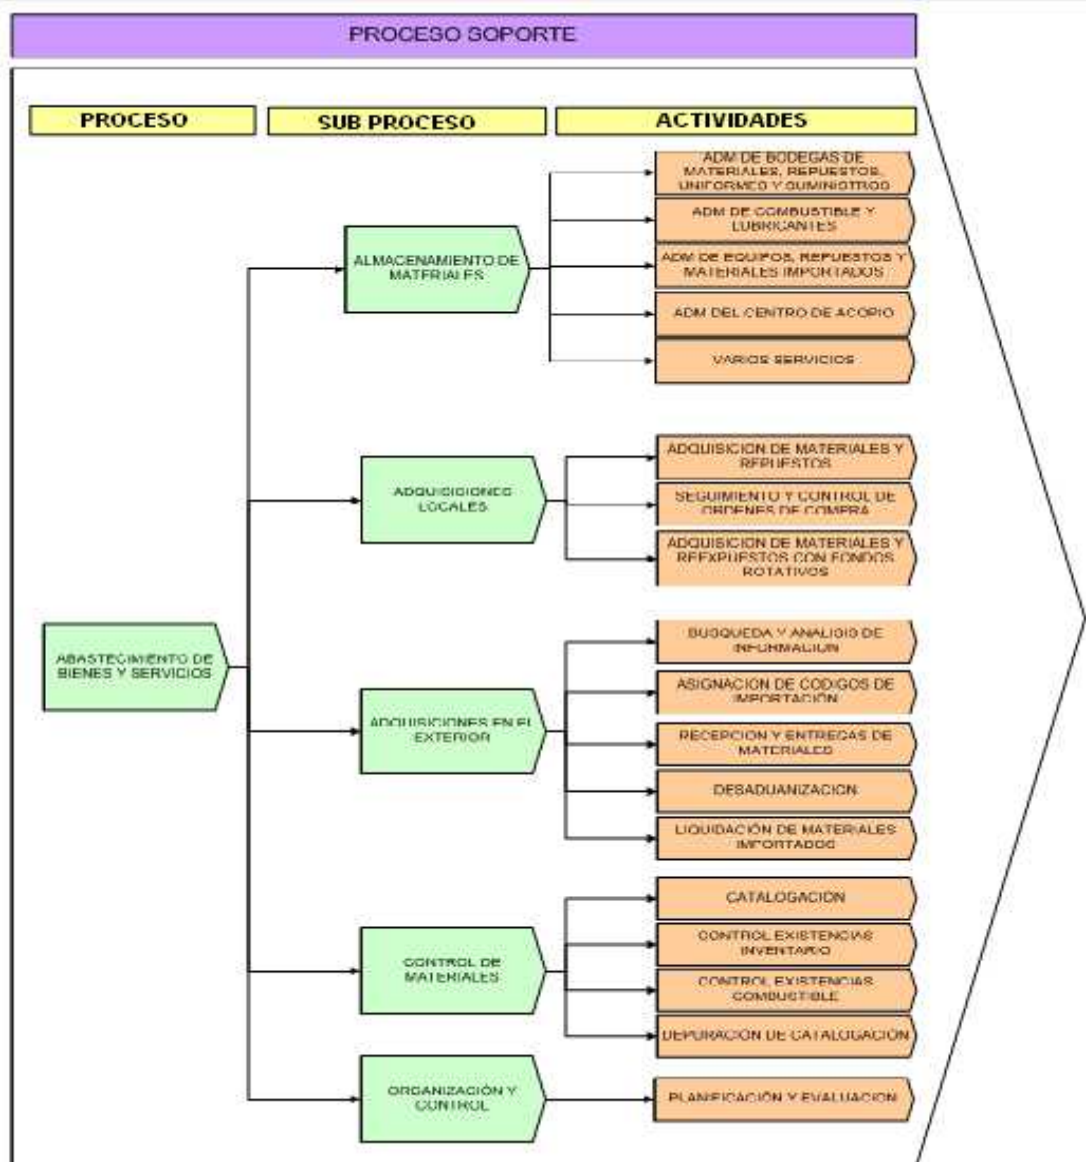 PROCESO SOPORTE
PROCESO
SUB PROCESO
ACTIVIDADES
ADM DE BODEGAS DE
MATERIALES, REPUESTOS,
UNIFORMES Y SUMINISTROS
ADM DE COMBUSTIBLE Y
LUBRICANTES
ALMACENAMIENTO DE
MATERIALES
ADM DE EQUIPOS, REPUESTOS Y
MATERIALES IMPORTADOS
ADM DEL CENTRO DE ACOPIO
VARIOS SERVICIOS
ADQUISICION DE MATERIALES Y
REPUESTOS
ADQUISICIONES
LOCALES
SEGUIMIENTO Y CONTROL DE
ORDENES DE COMPRA
ADQUISICION DE MATERIALES Y
REEXPUESTOS CON FONDOS
ROTATIVOS
ABASTECIMIENTO DE
BIENES Y SERVICIOS
BUSQUEDA Y ANALISIS DE
INFORMACION
ASIGNACION DE CODIGOS DE
IMPORTACIÓN
ADQUISICIONES EN EL
EXTERIOR
RECEPCION Y ENTREGAS DE
MATERIALES
DESADUANIZACION
LIQUIDACIÓN DE MATERIALES
IMPORTADOS
CATALOGACIÓN
CONTROL EXISTENCIAS
INVENTARIO
CONTROL DE
MATERIALES
CONTROL EXISTENCIAS
COMBUSTIBLE
DEPURACIÓN DE CATALOGACIÓN
ORGANIZACIÓN Y
CONTROL
PLANIFICACIÓN Y EVALUACION